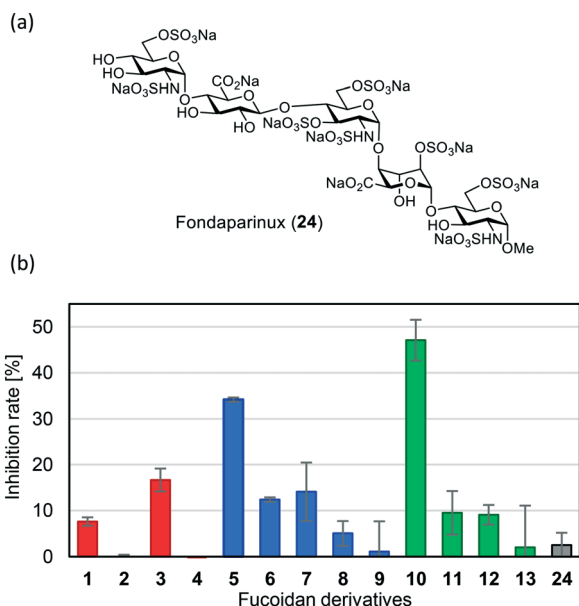 (a)
OSO₃Na
HO
HO
NaO₃SHN
O
O
CO₂Na
O
HO
HO
O
O
OSO₃Na
O
NaO₃SO
NaO₃SHN
O
OSO₃Na
NaO₂C
O
OH
O
OSO₃Na
O
HO
NaO₃SHN
OMe
Fondaparinux (24)
(b)
Inhibition rate [%]
50
40
30
20
10
0
1 2 3 4 5 6 7 8 9 10 11 12 13 24
Fucoidan derivatives